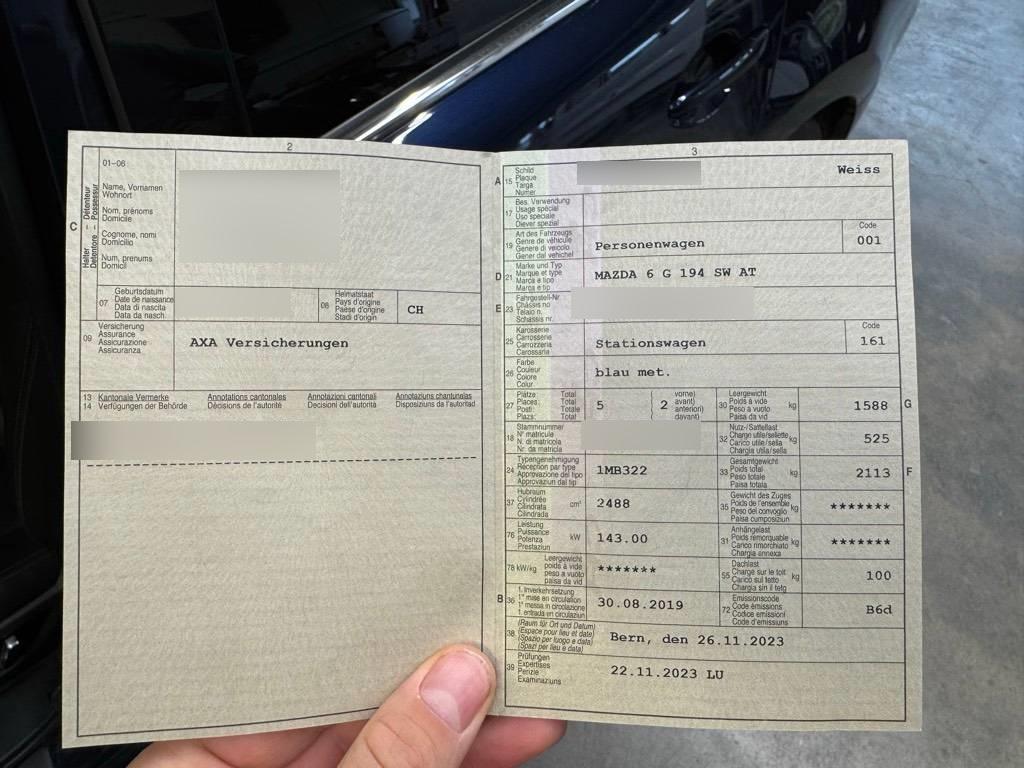 2
01-06
C
Halter – Détenteur
Detentore – Possessur
Name, Vornamen
Wohnort
Nom, prénoms
Domicile
Cognome, nomi
Domicilio
Num, prenums
Domicil
07
Geburtsdatum
Date de naissance
Data di nascita
Data da nasch.
08
Heimatstaat
Pays d'origine
Paese d'origine
Stadi d'origin
CH
09
Versicherung
Assurance
Assicurazione
Assicuranza
AXA Versicherungen
13 Kantonale Vermerke Annotations cantonales Annotazioni cantonali Annotaziuns chantunalas
14 Verfügungen der Behörde Décisions de l'autorité Decisioni dell'autorità Disposiziuns da l'autoritad
3
A 15
Schild
Plaque
Targa
Numer
Weiss
17
Bes. Verwendung
Usage spécial
Uso speciale
Diever spezial
19
Art des Fahrzeugs
Genre de véhicule
Genere di veicolo
Gener dal vehichel
Personenwagen
Code
001
D 21
Marke und Typ
Marque et type
Marca e tipo
Marca e tip
MAZDA 6 G 194 SW AT
E 23
Fahrgestell-Nr.
Châssis no
Telaio n.
Schassis nr.
25
Karosserie
Carrosserie
Carrozzeria
Carossaria
Stationswagen
Code
161
26
Farbe
Couleur
Colore
Colur
blau met.
27
Plätze: Total
Places: Total
Posti: Totale
Plazs: Total
5
2
vorne)
avant)
anteriori)
davant)
30
Leergewicht
Poids à vide
Peso a vuoto
Paisa da vid
kg
1588
G
18
Stammnummer
N° matricule
N. di matricola
Nr. da matricla
32
Nutz-/Sattellast
Charge utile/sellette
Carico utile/sella
Chargia utila/sella
kg
525
24
Typengenehmigung
Réception par type
Approvazione del tipo
Approvaziun dal tip
1MB322
33
Gesamtgewicht
Poids total
Peso totale
Paisa totala
kg
2113
F
37
Hubraum
Cylindrée
Cilindrata
Cilindrada
cm³
2488
35
Gewicht des Zuges
Poids de l'ensemble
Peso del convoglio
Paisa cumposiziun
kg
*******
76
Leistung
Puissance
Potenza
Prestaziun
kW
143.00
31
Anhängelast
Poids remorquable
Carico rimorchiato
Chargia annexa
kg
*******
78 kW/kg
Leergewicht
poids à vide
peso a vuoto
paisa da vid
*******
55
Dachlast
Charge sur le toit
Carico sul tetto
Chargia sin il tetg
kg
100
B 36
1. Inverkehrsetzung
1re mise en circulation
1a messa in circolazione
1. entrada en circulaziun
30.08.2019
72
Emissionscode
Code émissions
Codice emissioni
Code d'emissiuns
B6d
38
(Raum für Ort und Datum)
(Espace pour lieu et date)
(Spazio per luogo e data)
(Spazi per lieu e data)
Bern, den 26.11.2023
39
Prüfungen
Expertises
Perizie
Examinaziuns
22.11.2023 LU